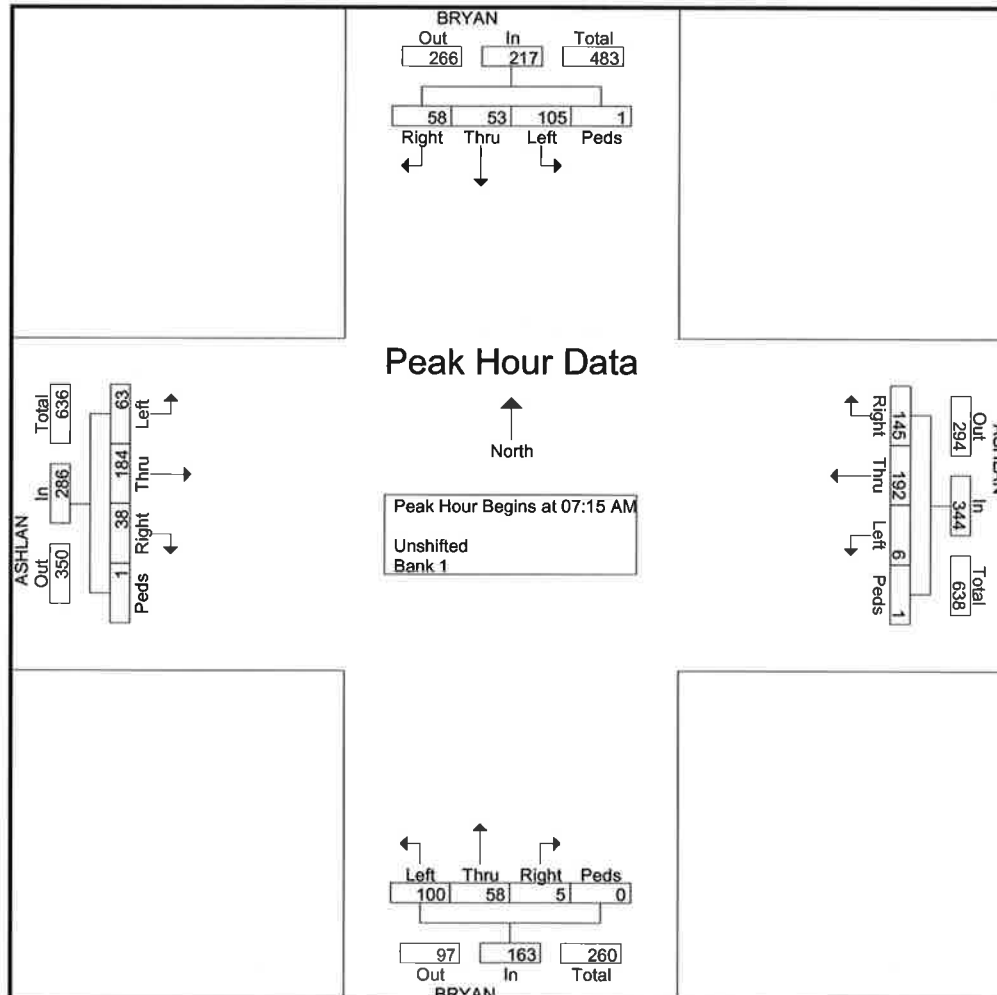 BRYAN
Out In Total
266 217 483
58 53 105 1
Right Thru Left Peds
Peak Hour Data
North
Peak Hour Begins at 07:15 AM
Unshifted
Bank 1
ASHLAN
Total In Out
636 286 350
63 184 38 1
Left Thru Right Peds
Right Thru Left Peds
145 192 6 1
Out In Total
294 344 638
ASHLAN
Left Thru Right Peds
100 58 5 0
97 163 260
Out In Total
BRYAN